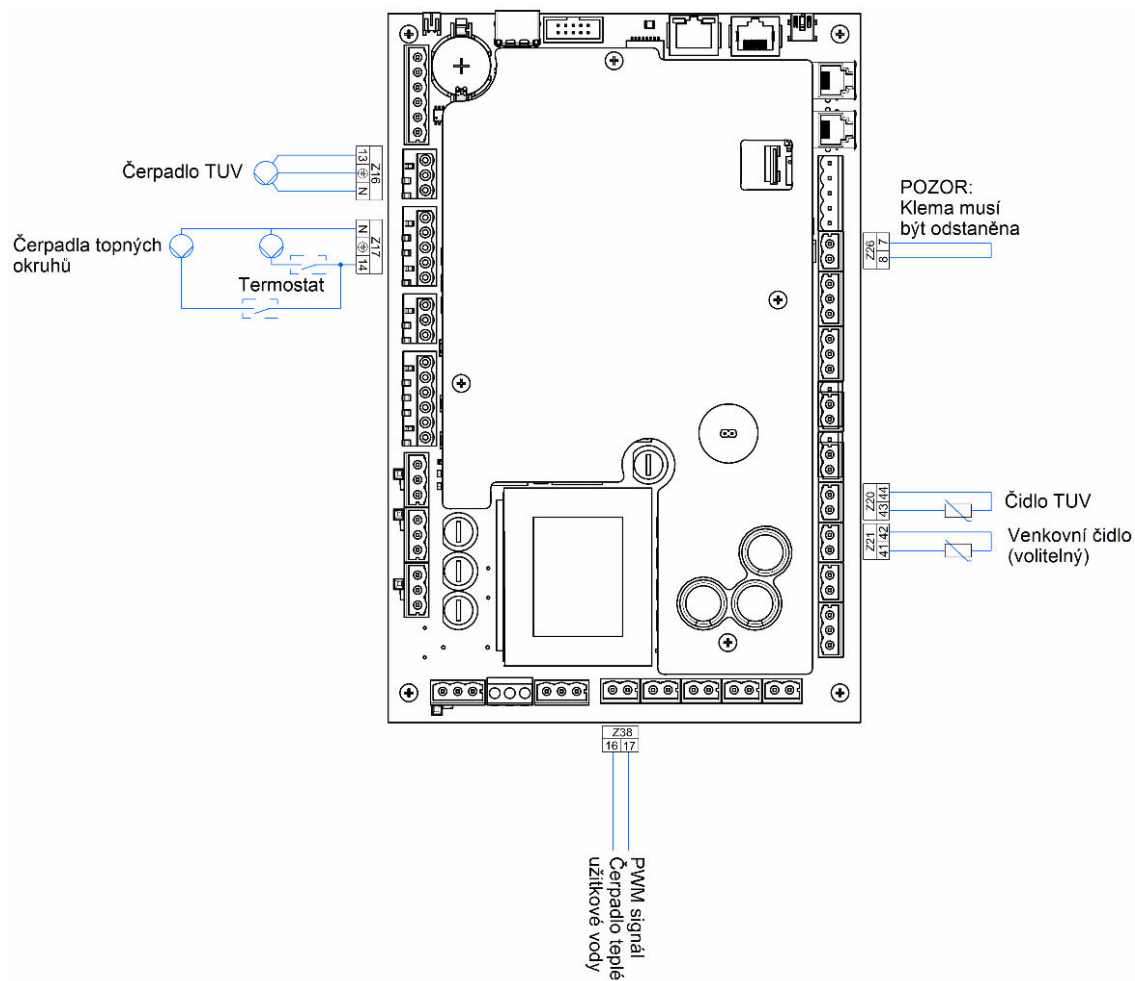 Čerpadlo TUV
13
N
Z16
Čerpadla topných
okruhů
Termostat
N
14
Z17
POZOR:
Klema musí
být odstaněna
Z26
7
8
Čidlo TUV
Z20
44
43
Venkovní čidlo
(volitelný)
Z21
42
41
Z38
16 17
PWM signál
Čerpadlo teplé
užitkové vody